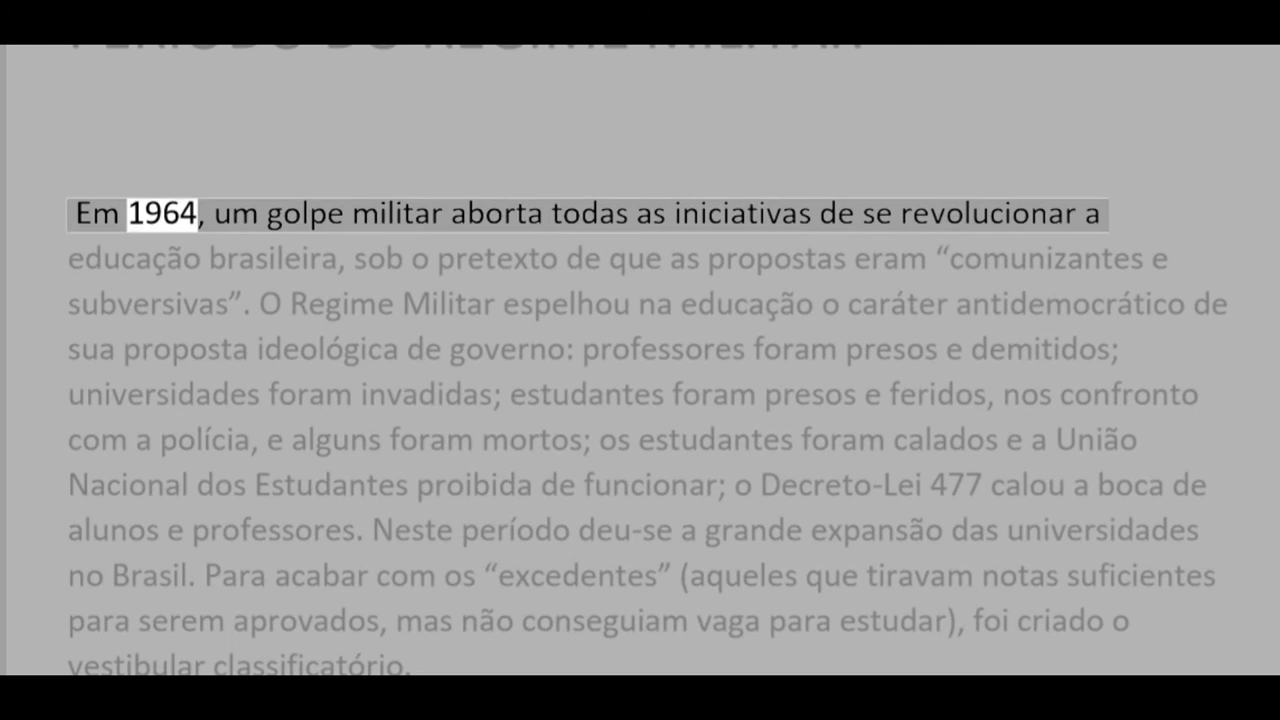 PERÍODO DO REGIME MILITAR
Em 1964, um golpe militar aborta todas as iniciativas de se revolucionar a
educação brasileira, sob o pretexto de que as propostas eram “comunizantes e
subversivas”. O Regime Militar espelhou na educação o caráter antidemocrático de
sua proposta ideológica de governo: professores foram presos e demitidos;
universidades foram invadidas; estudantes foram presos e feridos, nos confronto
com a polícia, e alguns foram mortos; os estudantes foram calados e a União
Nacional dos Estudantes proibida de funcionar; o Decreto-Lei 477 calou a boca de
alunos e professores. Neste período deu-se a grande expansão das universidades
no Brasil. Para acabar com os “excedentes” (aqueles que tiravam notas suficientes
para serem aprovados, mas não conseguiam vaga para estudar), foi criado o
vestibular classificatório.